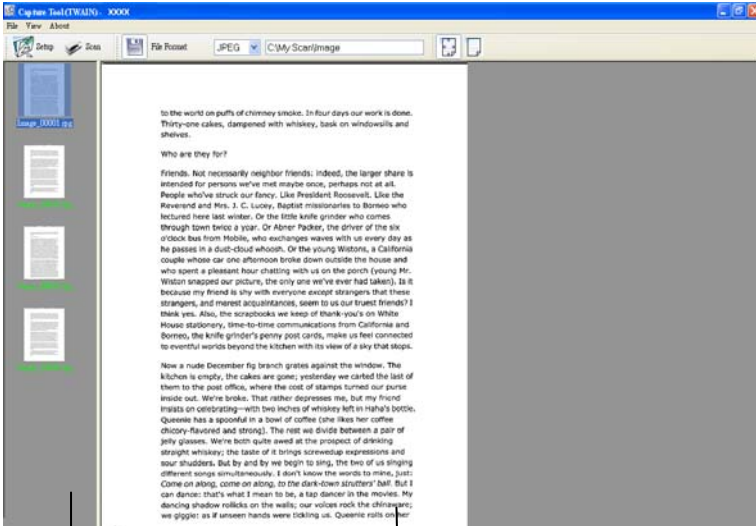 Capture Tool (TWAIN)- XXXX
File View About
Setup Scan File Format JPEG C:\My Scan\Image
Image_00001.jpg
to the world on puffs of chimney smoke. In four days our work is done.
Thirty-one cakes, dampened with whiskey, bask on windowsills and
shelves.
Who are they for?
Friends. Not necessarily neighbor friends: indeed, the larger share is
intended for persons we've met maybe once, perhaps not at all.
People who've struck our fancy. Like President Roosevelt. Like the
Reverend and Mrs. J. C. Lucey, Baptist missionaries to Borneo who
lectured here last winter. Or the little knife grinder who comes
through town twice a year. Or Abner Packer, the driver of the six
o'clock bus from Mobile, who exchanges waves with us every day as
he passes in a dust-cloud whoosh. Or the young Wistons, a California
couple whose car one afternoon broke down outside the house and
who spent a pleasant hour chatting with us on the porch (young Mr.
Wiston snapped our picture, the only one we've ever had taken). Is it
because my friend is shy with everyone except strangers that these
strangers, and merest acquaintances, seem to us our truest friends? I
think yes. Also, the scrapbooks we keep of thank-you's on White
House stationery, time-to-time communications from California and
Borneo, the knife grinder's penny post cards, make us feel connected
to eventful worlds beyond the kitchen with its view of a sky that stops.
Now a nude December fig branch grates against the window. The
kitchen is empty, the cakes are gone; yesterday we carted the last of
them to the post office, where the cost of stamps turned our purse
inside out. We're broke. That rather depresses me, but my friend
insists on celebrating—with two inches of whiskey left in Haha's bottle.
Queenie has a spoonful in a bowl of coffee (she likes her coffee
chicory-flavored and strong). The rest we divide between a pair of
jelly glasses. We're both quite awed at the prospect of drinking
straight whiskey; the taste of it brings screwedup expressions and
sour shudders. But by and by we begin to sing, the two of us singing
different songs simultaneously. I don't know the words to mine, just:
Come on along, come on along, to the dark-town strutters' ball. But I
can dance: that's what I mean to be, a tap dancer in the movies. My
dancing shadow rollicks on the walls; our voices rock the chinaware;
we giggle: as if unseen hands were tickling us. Queenie rolls on her